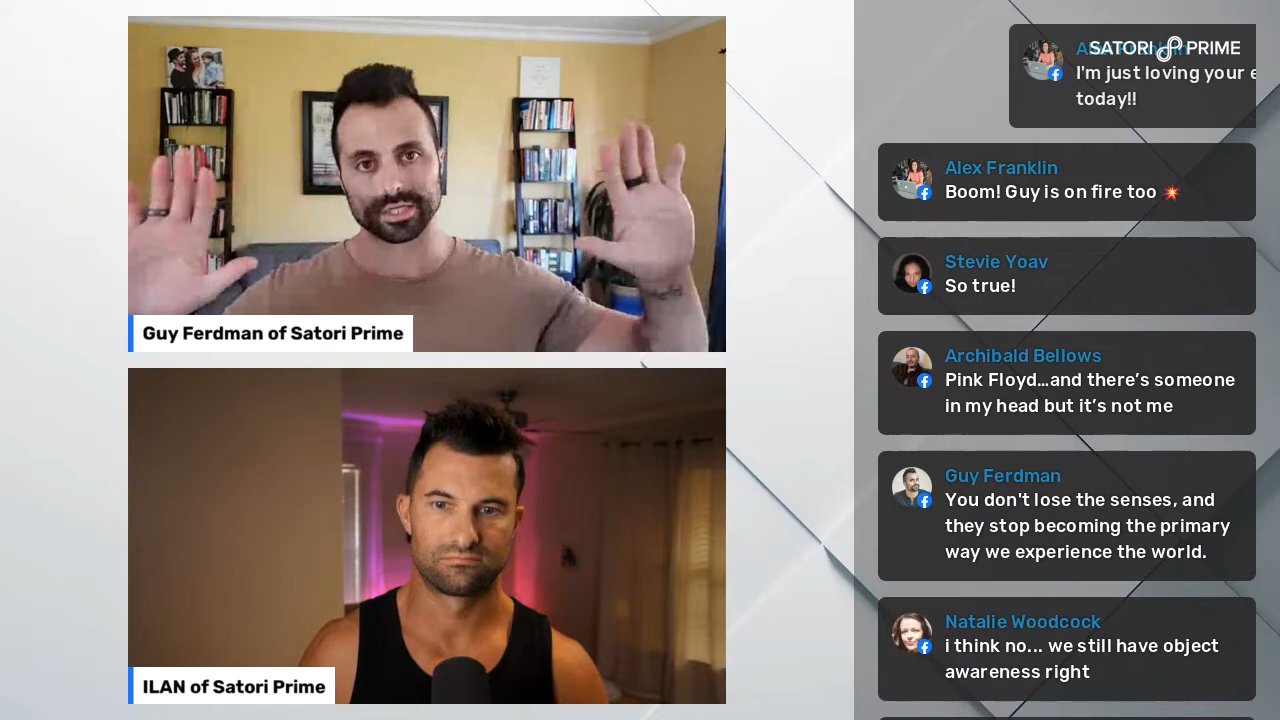 Guy Ferdman of Satori Prime
ILAN of Satori Prime
SATORI PRIME
I'm just loving your e
today!!
Alex Franklin
Boom! Guy is on fire too 💥
Stevie Yoav
So true!
Archibald Bellows
Pink Floyd...and there's someone
in my head but it's not me
Guy Ferdman
You don't lose the senses, and
they stop becoming the primary
way we experience the world.
Natalie Woodcock
i think no... we still have object
awareness right